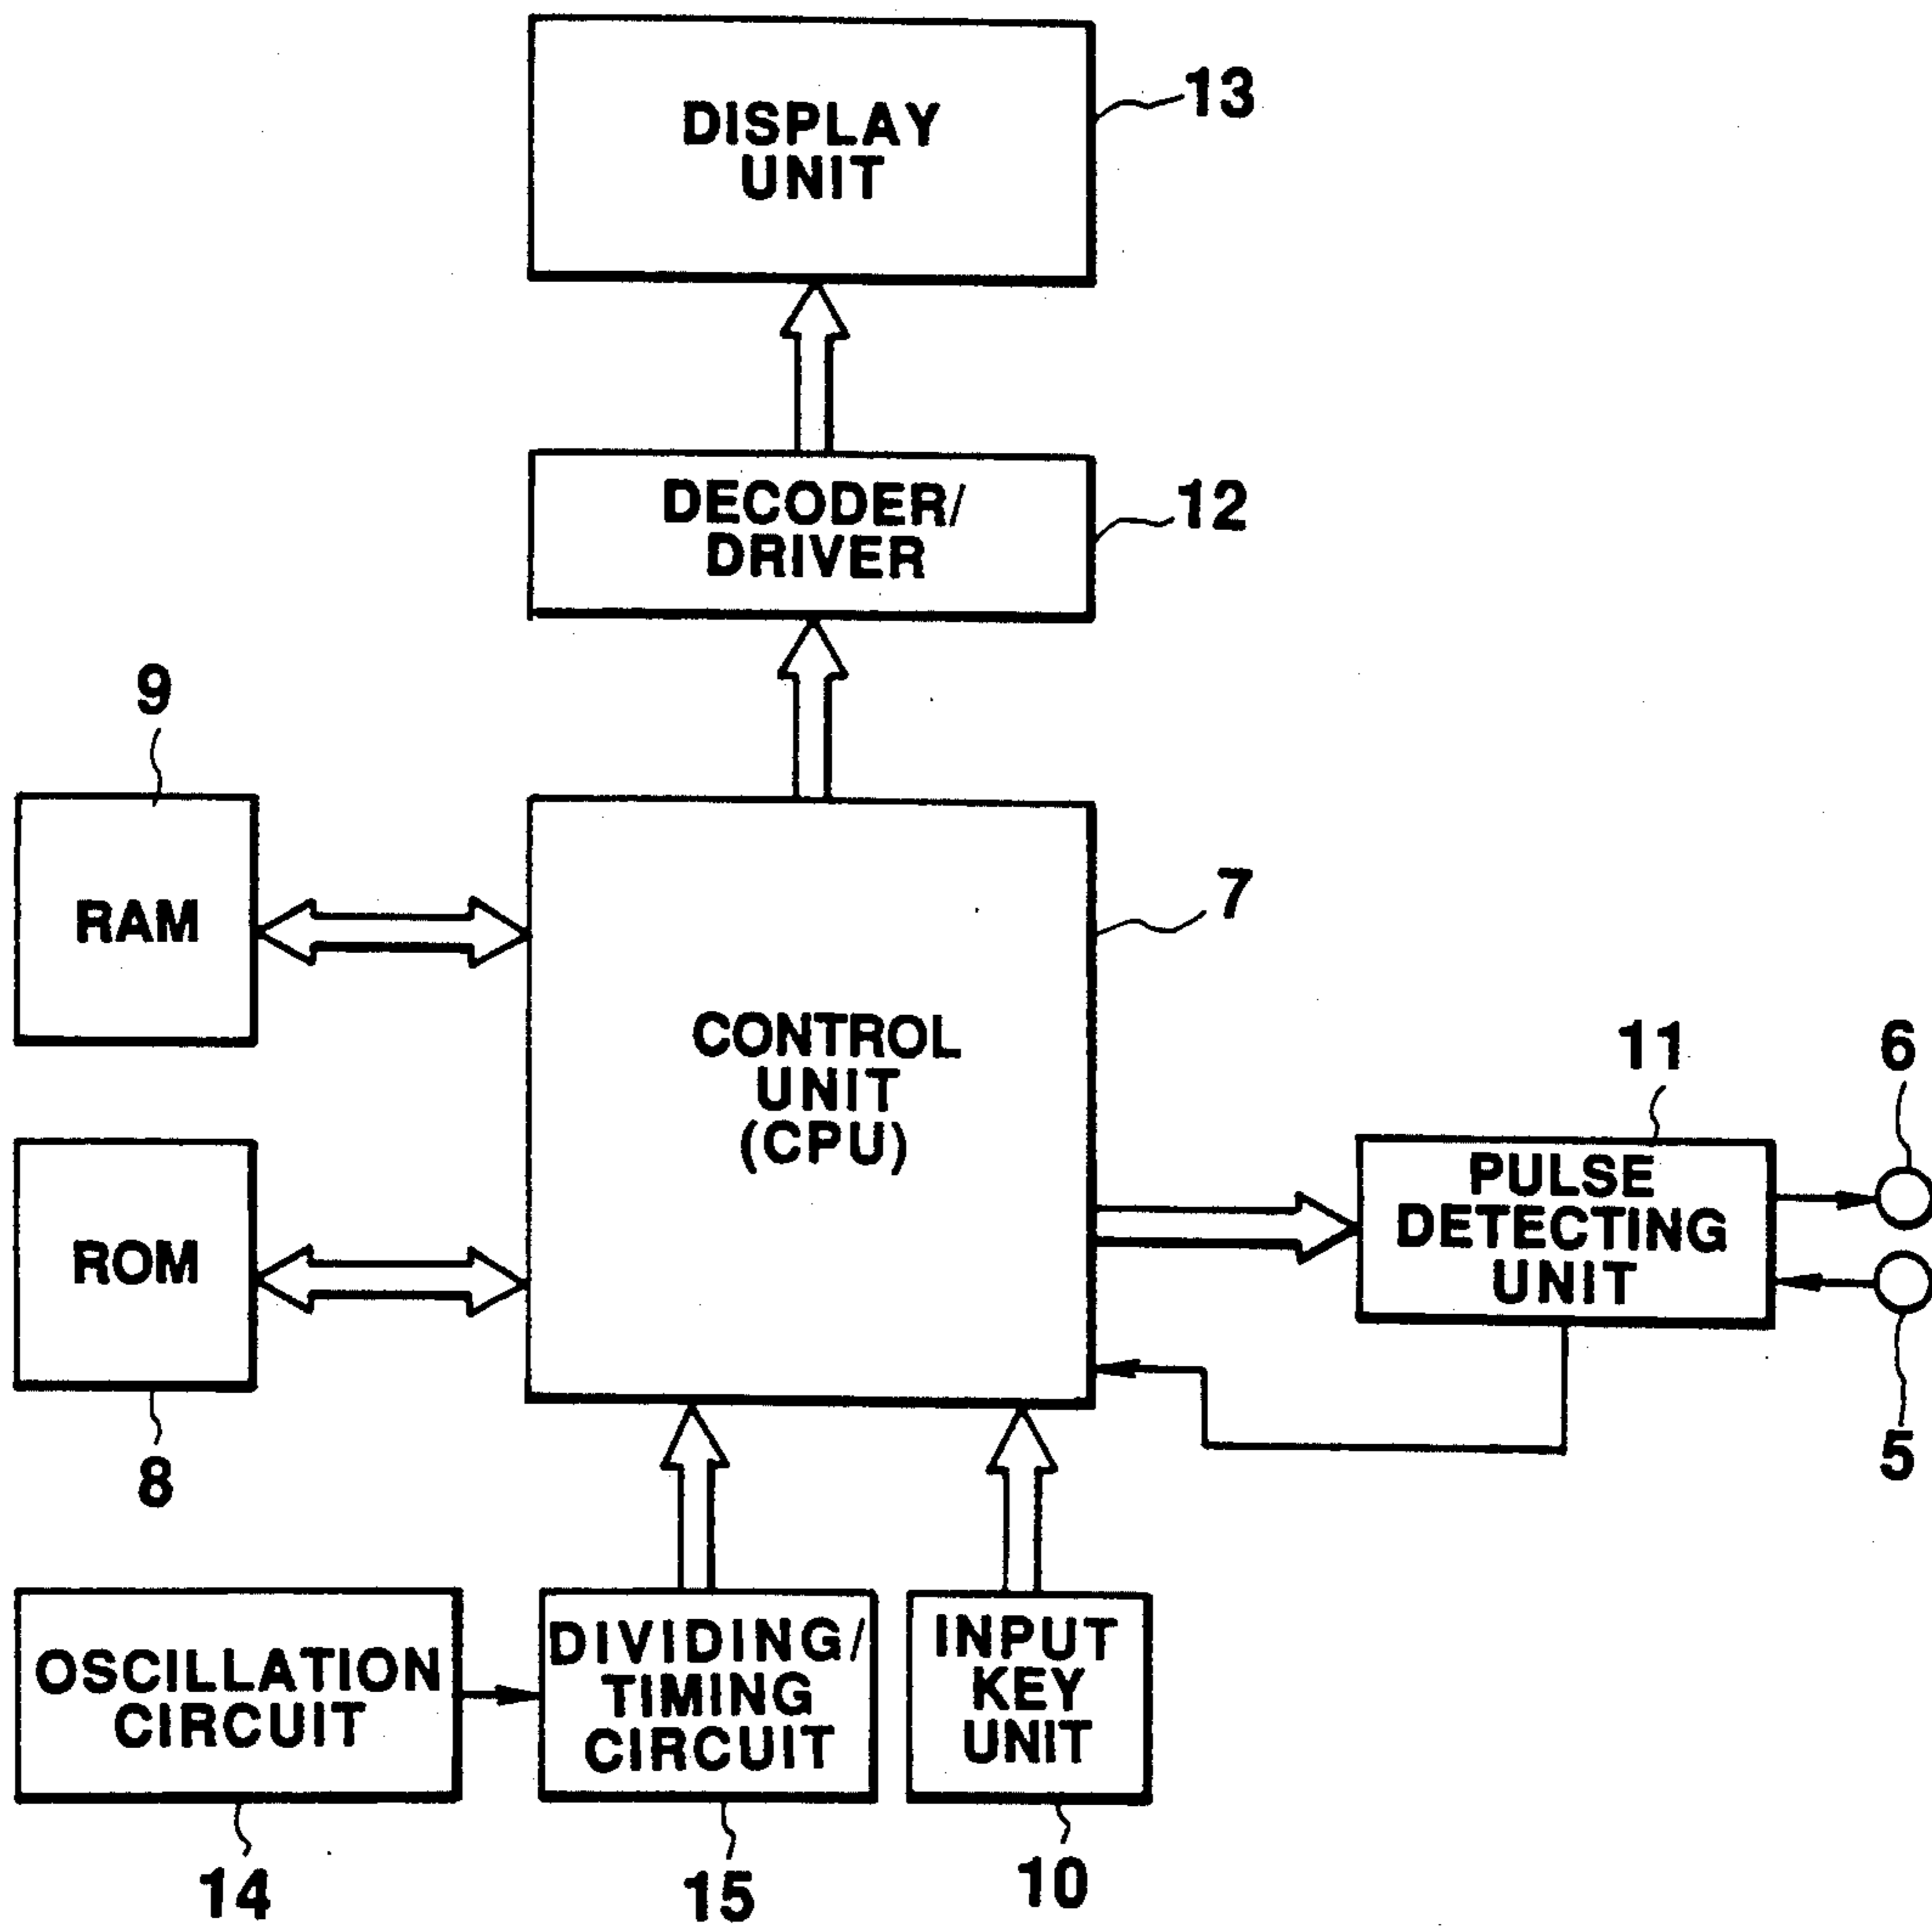 DISPLAY
UNIT
13
DECODER/
DRIVER
12
9
RAM
7
CONTROL
UNIT
(CPU)
11
6
PULSE
DETECTING
UNIT
ROM
5
8
OSCILLATION
CIRCUIT
DIVIDING/
TIMING
CIRCUIT
INPUT
KEY
UNIT
14
15
10